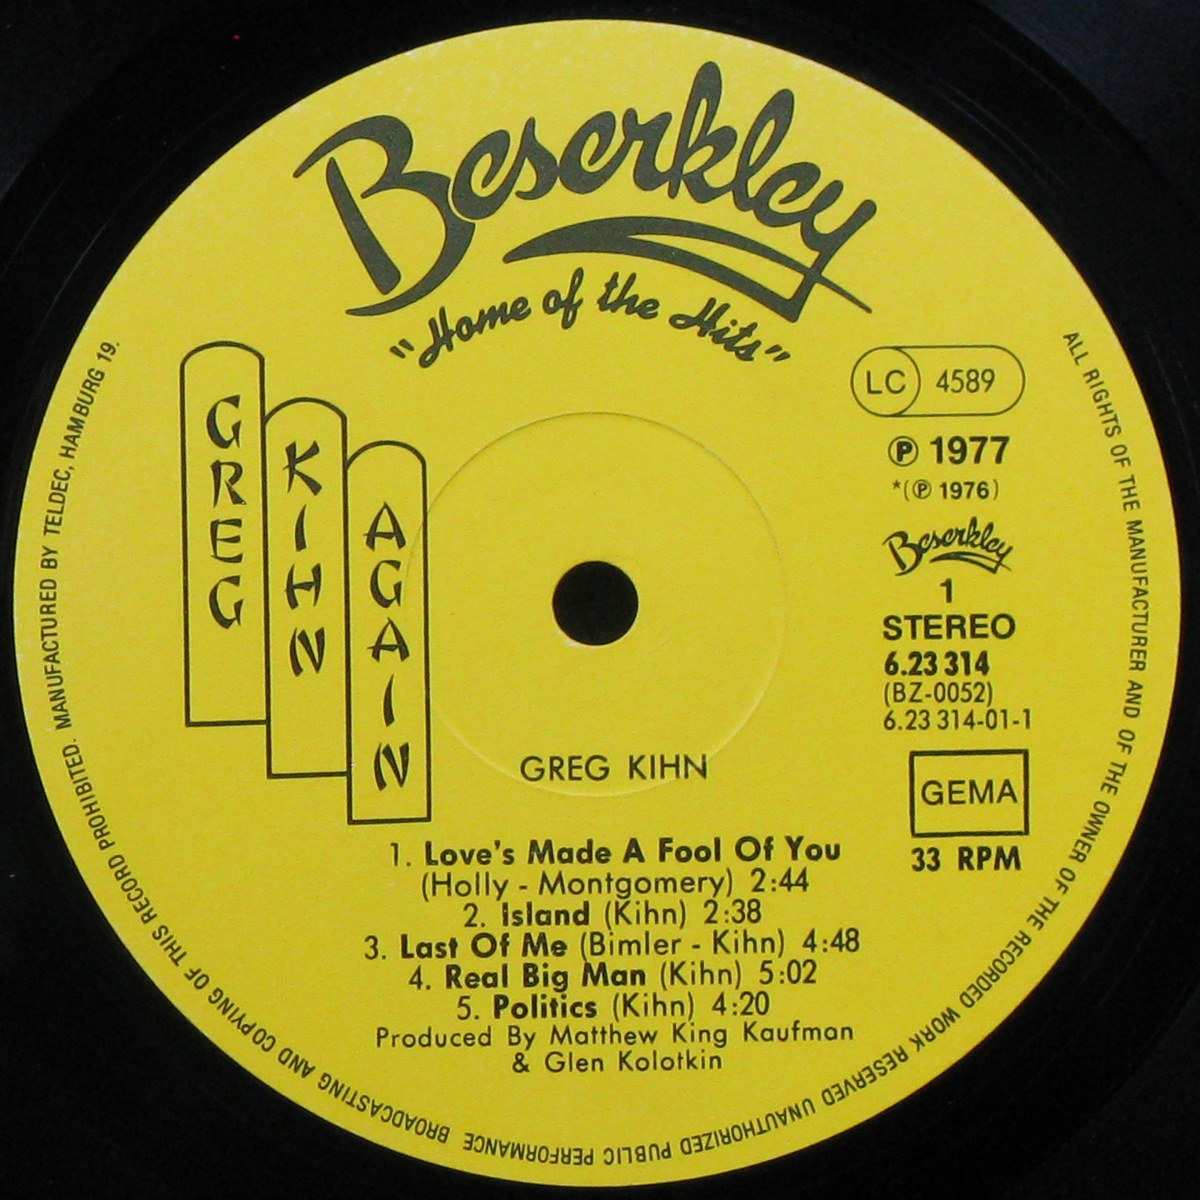 Beserkley
"Home of the Hits"
GREG
KIHN
AGAIN
LC 4589
℗ 1977
*(℗ 1976)
Beserkley
1
STEREO
6.23 314
(BZ-0052)
6.23 314-01-1
GEMA
33 RPM
GREG KIHN
1. Love's Made A Fool Of You
(Holly - Montgomery) 2:44
2. Island (Kihn) 2:38
3. Last Of Me (Bimler - Kihn) 4:48
4. Real Big Man (Kihn) 5:02
5. Politics (Kihn) 4:20
Produced By Matthew King Kaufman
& Glen Kolotkin
ALL RIGHTS OF THE MANUFACTURER AND OF THE OWNER OF THE RECORDED WORK RESERVED UNAUTHORIZED PUBLIC PERFORMANCE BROADCASTING AND COPYING OF THIS RECORD PROHIBITED. MANUFACTURED BY TELDEC, HAMBURG 19.